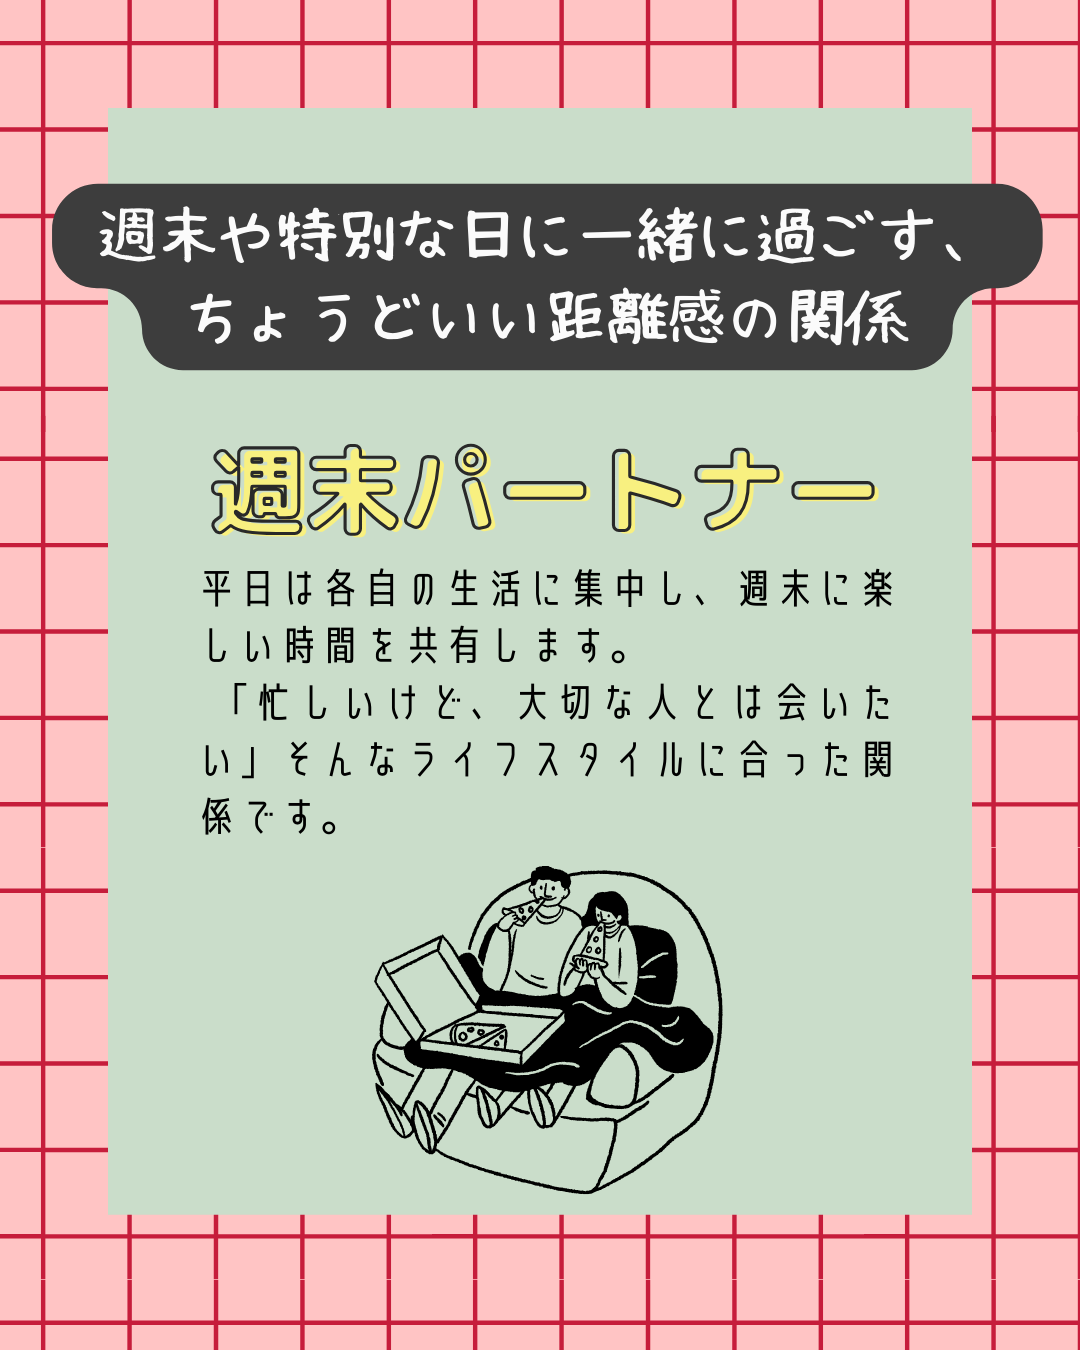 週末や特別な日に一緒に過ごす、
ちょうどいい距離感の関係
週末パートナー
平日は各自の生活に集中し、週末に楽
しい時間を共有します。
「忙しいけど、大切な人とは会いた
い」そんなライフスタイルに合った関
係です。